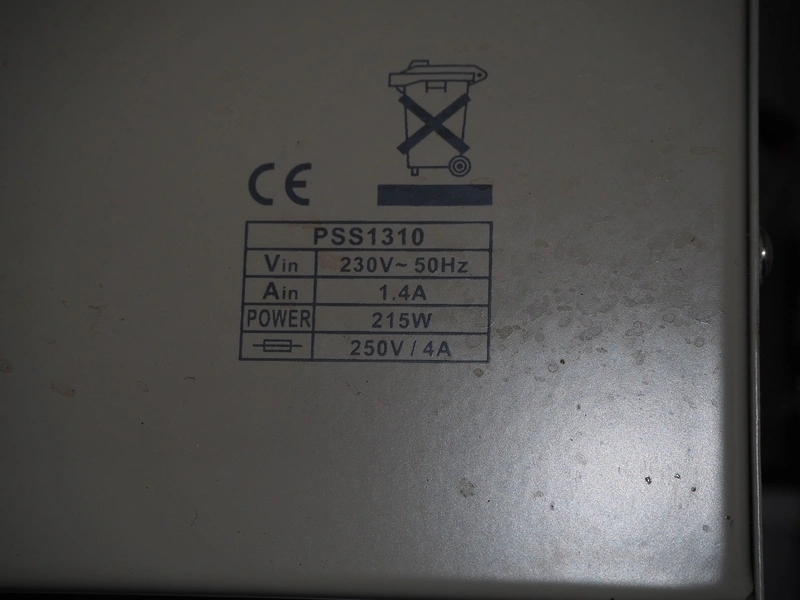 CE
PSS1310
Vin 230V~ 50Hz
Ain 1.4A
POWER 215W
250V / 4A